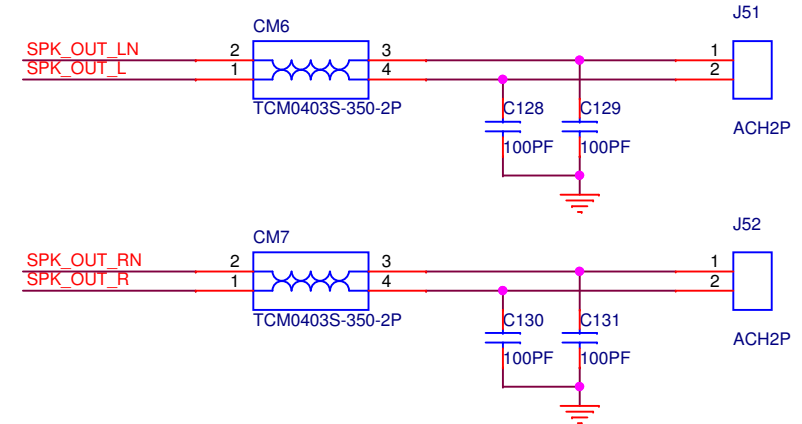 CM6
J51
SPK_OUT_LN 2 3 1
SPK_OUT_L 1 4 2
TCM0403S-350-2P
C128 C129
ACH2P
100PF 100PF
CM7
J52
SPK_OUT_RN 2 3 1
SPK_OUT_R 1 4 2
TCM0403S-350-2P
C130 C131
ACH2P
100PF 100PF